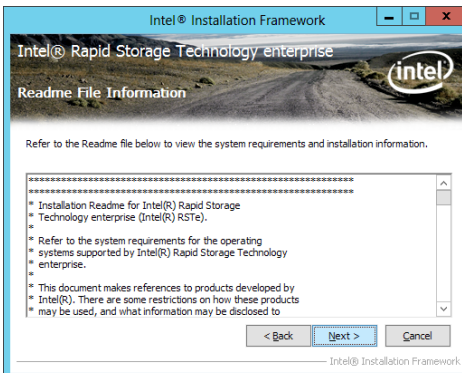 Intel® Installation Framework
Intel® Rapid Storage Technology enterprise
intel
Readme File Information
Refer to the Readme file below to view the system requirements and installation information.
************************************************************
************************************************************
* Installation Readme for Intel(R) Rapid Storage
* Technology enterprise (Intel(R) RSTe).
*
* Refer to the system requirements for the operating
* systems supported by Intel(R) Rapid Storage Technology
* enterprise.
*
* This document makes references to products developed by
* Intel(R). There are some restrictions on how these products
* may be used, and what information may be disclosed to
< Back Next > Cancel
Intel® Installation Framework